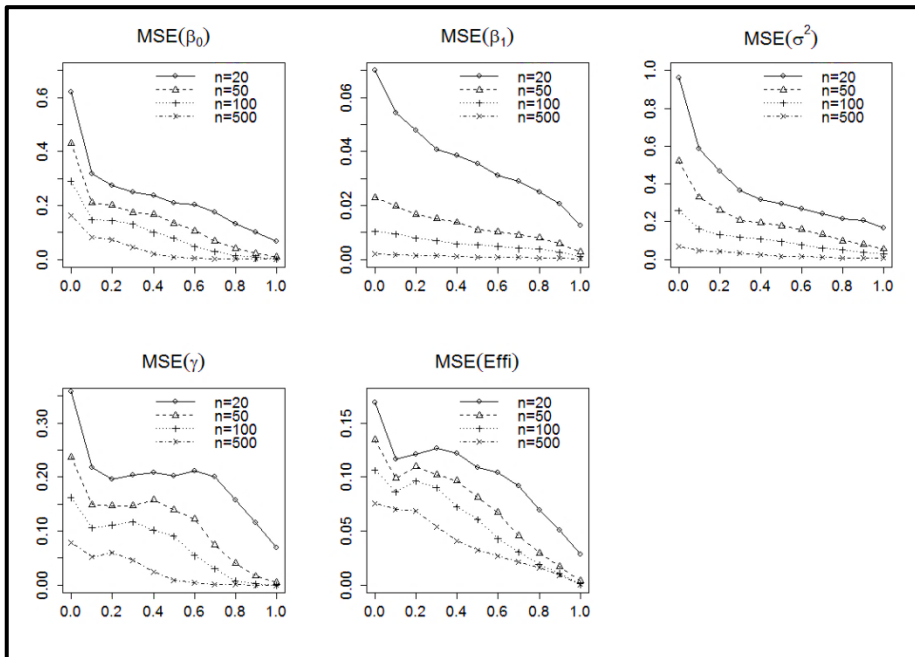 MSE(β₀)
n=20
n=50
n=100
n=500
0.0 0.2 0.4 0.6
0.0 0.2 0.4 0.6 0.8 1.0
MSE(β₁)
n=20
n=50
n=100
n=500
0.00 0.02 0.04 0.06
0.0 0.2 0.4 0.6 0.8 1.0
MSE(σ²)
n=20
n=50
n=100
n=500
0.0 0.2 0.4 0.6 0.8 1.0
0.0 0.2 0.4 0.6 0.8 1.0
MSE(γ)
n=20
n=50
n=100
n=500
0.00 0.10 0.20 0.30
0.0 0.2 0.4 0.6 0.8 1.0
MSE(Effi)
n=20
n=50
n=100
n=500
0.00 0.05 0.10 0.15
0.0 0.2 0.4 0.6 0.8 1.0